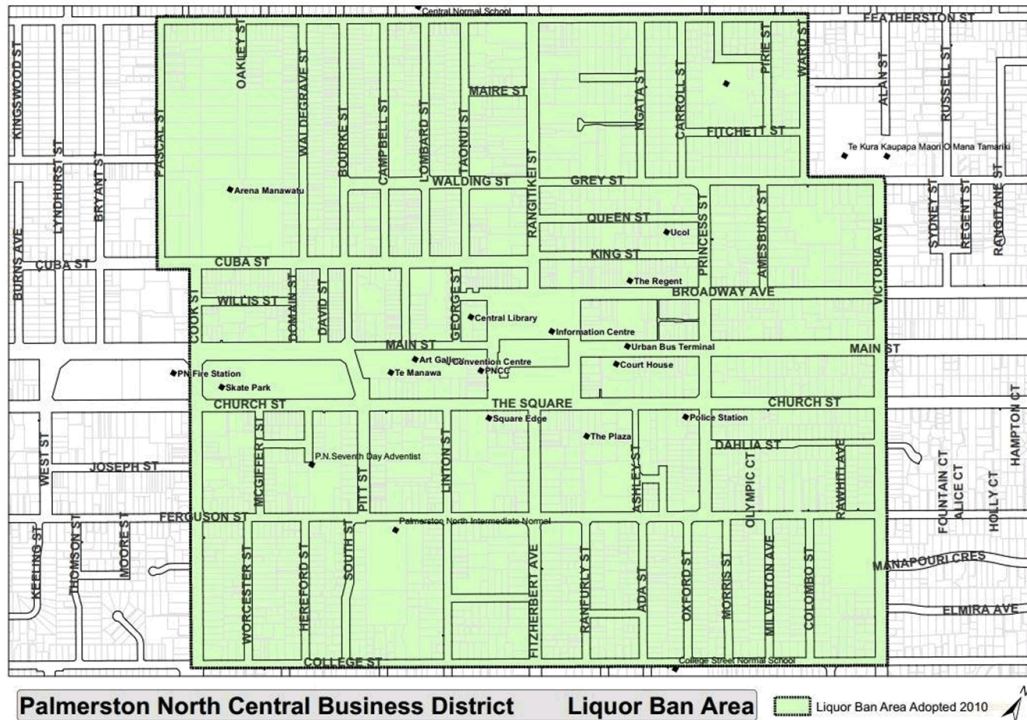 Central Normal School
FEATHERSTON ST
KINGSWOOD ST
OAKLEY ST
WALDEGRAVE ST
BOURKE ST
CAMPBELL ST
LOMBARD ST
TAONUI ST
MAIRE ST
NGATA ST
CARROLL ST
PIRIE ST
WARD ST
ALAN ST
RUSSELL ST
PASCAL ST
FITCHETT ST
LYNDHURST ST
BRYANT ST
RANGITIKEI ST
Te Kura Kaupapa Maori O Mana Tamariki
Arena Manawatu
WALDING ST
GREY ST
SYDNEY ST
REGENT ST
RANGITANE ST
BURNS AVE
QUEEN ST
Ucol
PRINCESS ST
AMESBURY ST
VICTORIA AVE
CUBA ST
CUBA ST
KING ST
The Regent
BROADWAY AVE
COOK ST
WILLIS ST
DOMAIN ST
DAVID ST
GEORGE ST
Central Library
Information Centre
MAIN ST
Urban Bus Terminal
MAIN ST
Art Gallery
Convention Centre
PN Fire Station
Te Manawa
PNCC
Court House
Skate Park
CHURCH ST
THE SQUARE
CHURCH ST
HAMPTON CT
Square Edge
Police Station
The Plaza
MCGIFFERT ST
LINTON ST
DAHLIA ST
WEST ST
JOSEPH ST
P.N.Seventh Day Adventist
PITT ST
ASHLEY ST
OLYMPIC CT
RAWHITI AVE
FOUNTAIN CT
ALICE CT
HOLLY CT
FERGUSON ST
Palmerston North Intermediate Normal
KEELING ST
THOMSON ST
MOORE ST
WORCESTER ST
HEREFORD ST
SOUTH ST
FITZHERBERT AVE
RANFURLY ST
ADA ST
OXFORD ST
MORRIS ST
MILVERTON AVE
COLOMBO ST
MANAPOURI CRES
ELMIRA AVE
COLLEGE ST
College Street Normal School
Palmerston North Central Business District Liquor Ban Area
Liquor Ban Area Adopted 2010
N